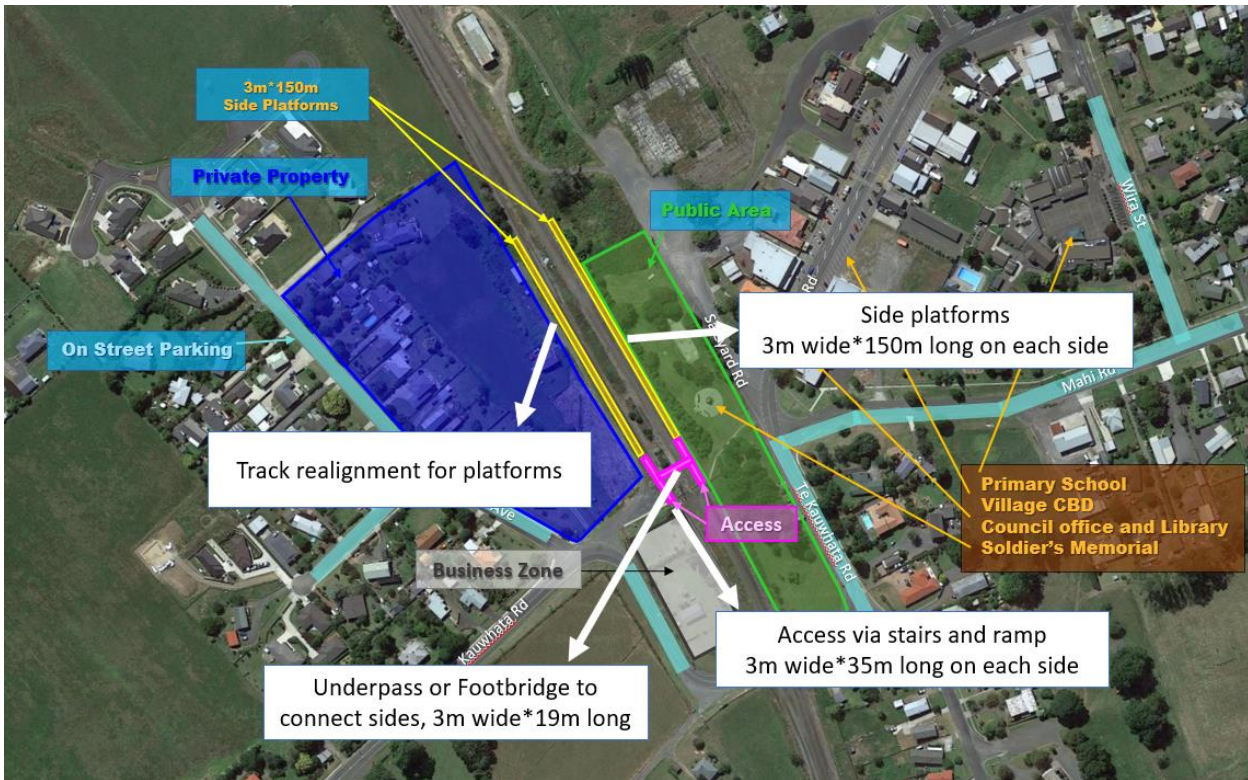 3m*150m
Side Platforms
Private Property
Public Area
Wira St
Rd
Side platforms
3m wide*150m long on each side
On Street Parking
Mahi Rd
Track realignment for platforms
Ave
Te Kauwhata Rd
Primary School
Village CBD
Council office and Library
Soldier's Memorial
Access
Business Zone
Kauwhata Rd
Access via stairs and ramp
3m wide*35m long on each side
Underpass or Footbridge to
connect sides, 3m wide*19m long